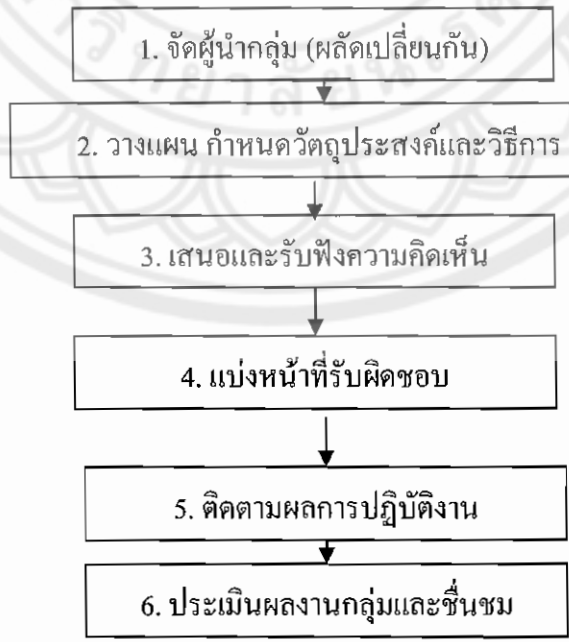 1. จัดผู้นำกลุ่ม (ผลัดเปลี่ยนกัน)
2. วางแผน กำหนดวัตถุประสงค์และวิธีการ
3. เสนอและรับฟังความคิดเห็น
4. แบ่งหน้าที่รับผิดชอบ
5. ติดตามผลการปฏิบัติงาน
6. ประเมินผลงานกลุ่มและชื่นชม